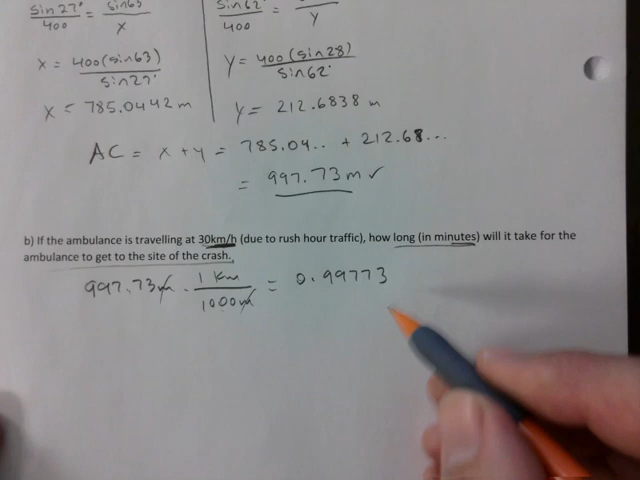 sin27° / 400 = sin63 / x
sin62° / 400 = / y
x = 400(sin63) / sin27°
y = 400(sin28) / sin62°
x = 785.0442 m
y = 212.6838 m
AC = x + y = 785.04.. + 212.68...
= 997.73m ✓
b) If the ambulance is travelling at 30km/h (due to rush hour traffic), how long (in minutes) will it take for the
ambulance to get to the site of the crash.
997.73m · 1 km / 1000m = 0.99773